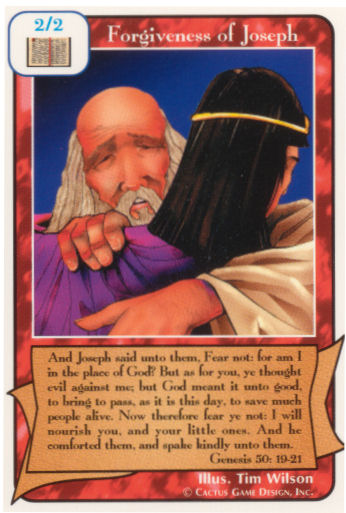 2/2
Forgiveness of Joseph
And Joseph said unto them, Fear not: for am I
in the place of God? But as for you, ye thought
evil against me; but God meant it unto good,
to bring to pass, as it is this day, to save much
people alive. Now therefore fear ye not: I will
nourish you, and your little ones. And he
comforted them, and spake kindly unto them.
Genesis 50: 19-21
Illus. Tim Wilson
© CACTUS GAME DESIGN, INC.